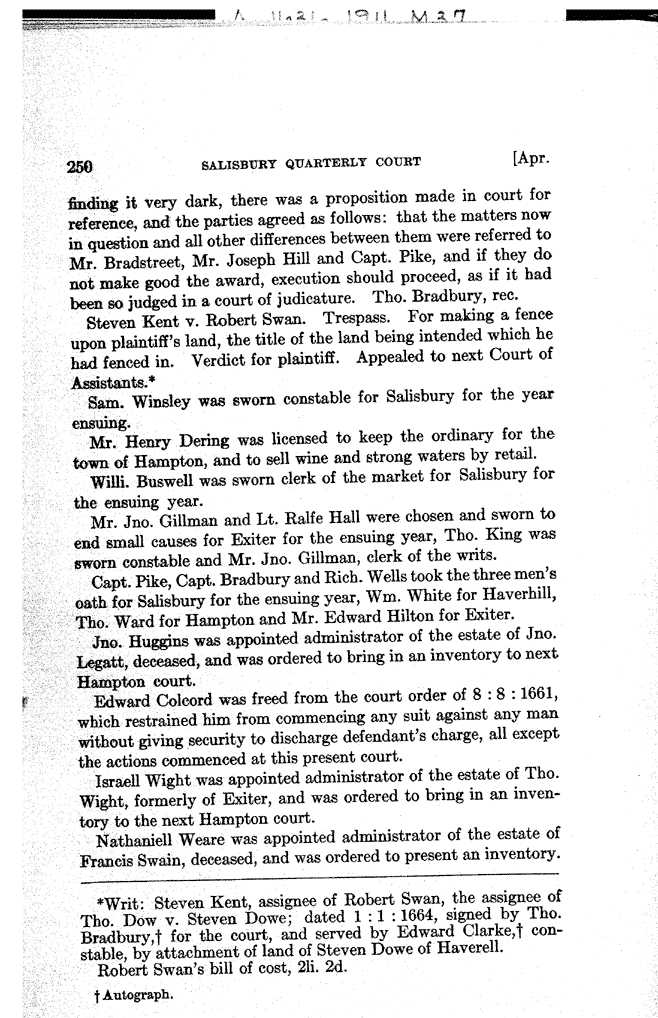 A 11a21- 1911 M27
250 SALISBURY QUARTERLY COURT [Apr.
finding it very dark, there was a proposition made in court for
reference, and the parties agreed as follows: that the matters now
in question and all other differences between them were referred to
Mr. Bradstreet, Mr. Joseph Hill and Capt. Pike, and if they do
not make good the award, execution should proceed, as if it had
been so judged in a court of judicature. Tho. Bradbury, rec.
Steven Kent v. Robert Swan. Trespass. For making a fence
upon plaintiff's land, the title of the land being intended which he
had fenced in. Verdict for plaintiff. Appealed to next Court of
Assistants.*
Sam. Winsley was sworn constable for Salisbury for the year
ensuing.
Mr. Henry Dering was licensed to keep the ordinary for the
town of Hampton, and to sell wine and strong waters by retail.
Willi. Buswell was sworn clerk of the market for Salisbury for
the ensuing year.
Mr. Jno. Gillman and Lt. Ralfe Hall were chosen and sworn to
end small causes for Exiter for the ensuing year, Tho. King was
sworn constable and Mr. Jno. Gillman, clerk of the writs.
Capt. Pike, Capt. Bradbury and Rich. Wells took the three men's
oath for Salisbury for the ensuing year, Wm. White for Haverhill,
Tho. Ward for Hampton and Mr. Edward Hilton for Exiter.
Jno. Huggins was appointed administrator of the estate of Jno.
Legatt, deceased, and was ordered to bring in an inventory to next
Hampton court.
Edward Colcord was freed from the court order of 8 : 8 : 1661,
which restrained him from commencing any suit against any man
without giving security to discharge defendant's charge, all except
the actions commenced at this present court.
Israell Wight was appointed administrator of the estate of Tho.
Wight, formerly of Exiter, and was ordered to bring in an inven-
tory to the next Hampton court.
Nathaniell Weare was appointed administrator of the estate of
Francis Swain, deceased, and was ordered to present an inventory.
*Writ: Steven Kent, assignee of Robert Swan, the assignee of
Tho. Dow v. Steven Dowe; dated 1 : 1 : 1664, signed by Tho.
Bradbury,† for the court, and served by Edward Clarke,† con-
stable, by attachment of land of Steven Dowe of Haverell.
Robert Swan's bill of cost, 2li. 2d.
† Autograph.